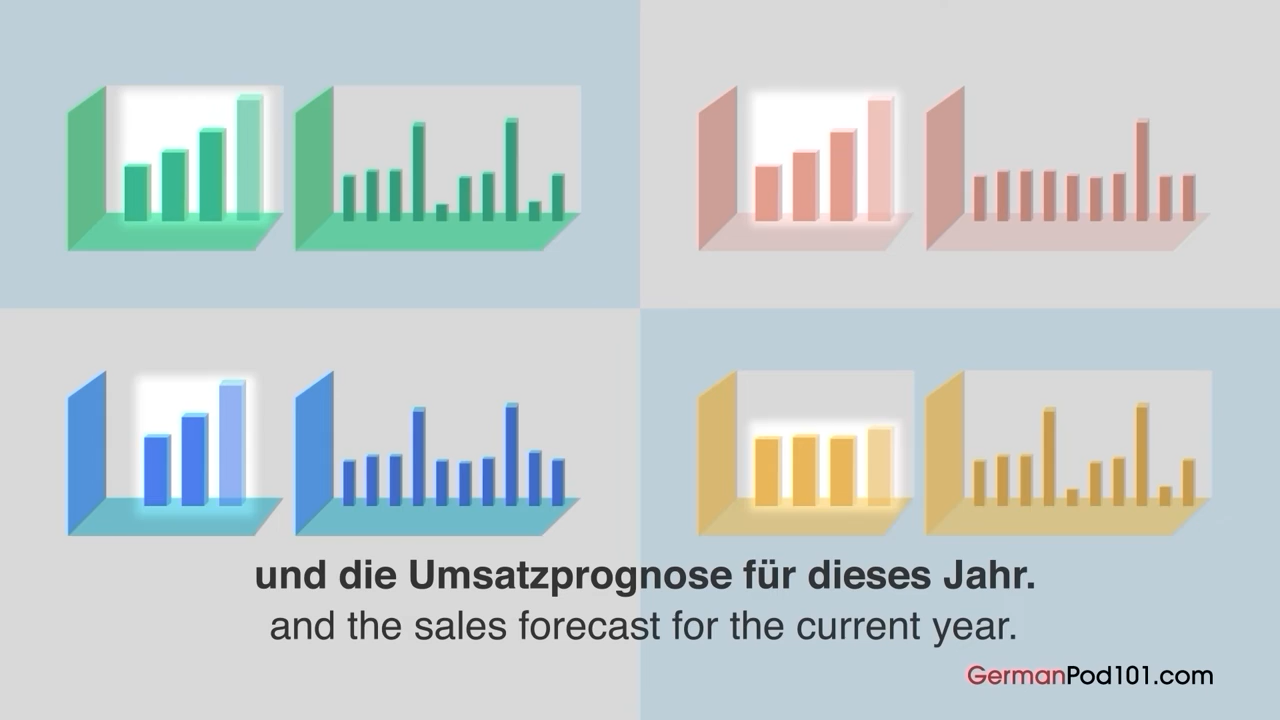 und die Umsatzprognose für dieses Jahr.
and the sales forecast for the current year.
GermanPod101.com